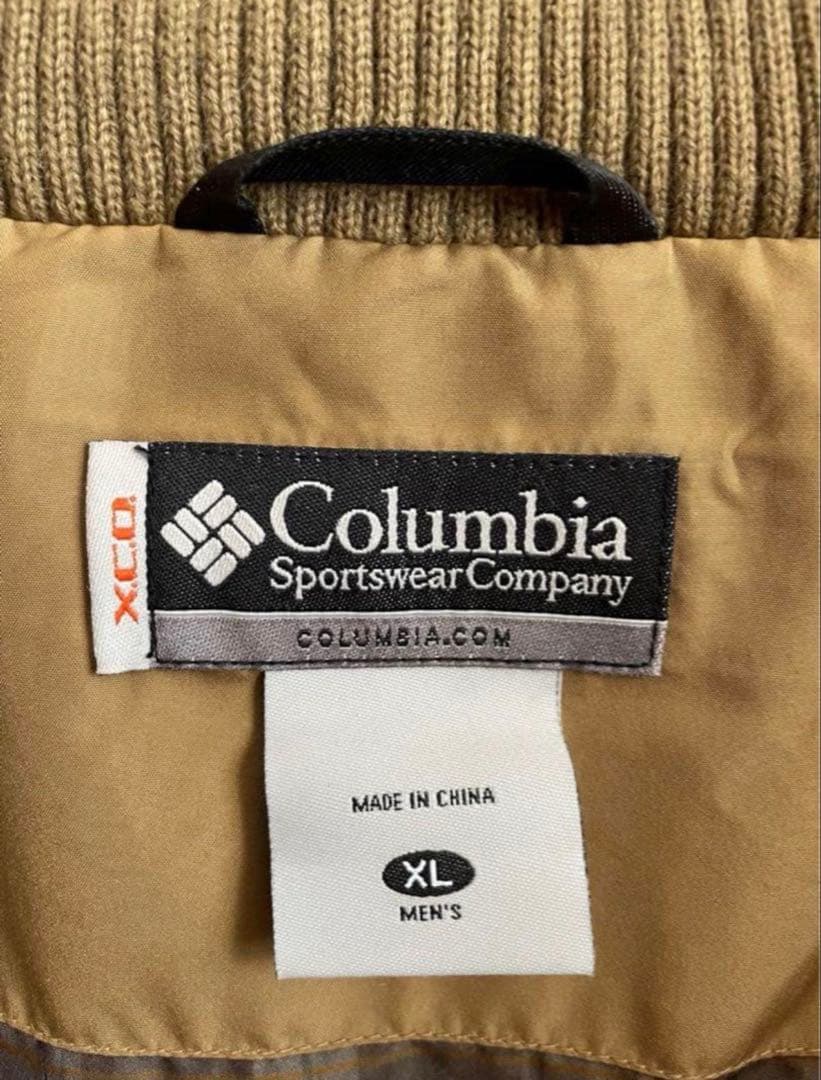 X.C.O.
Columbia
Sportswear Company
COLUMBIA.COM
MADE IN CHINA
XL
MEN'S